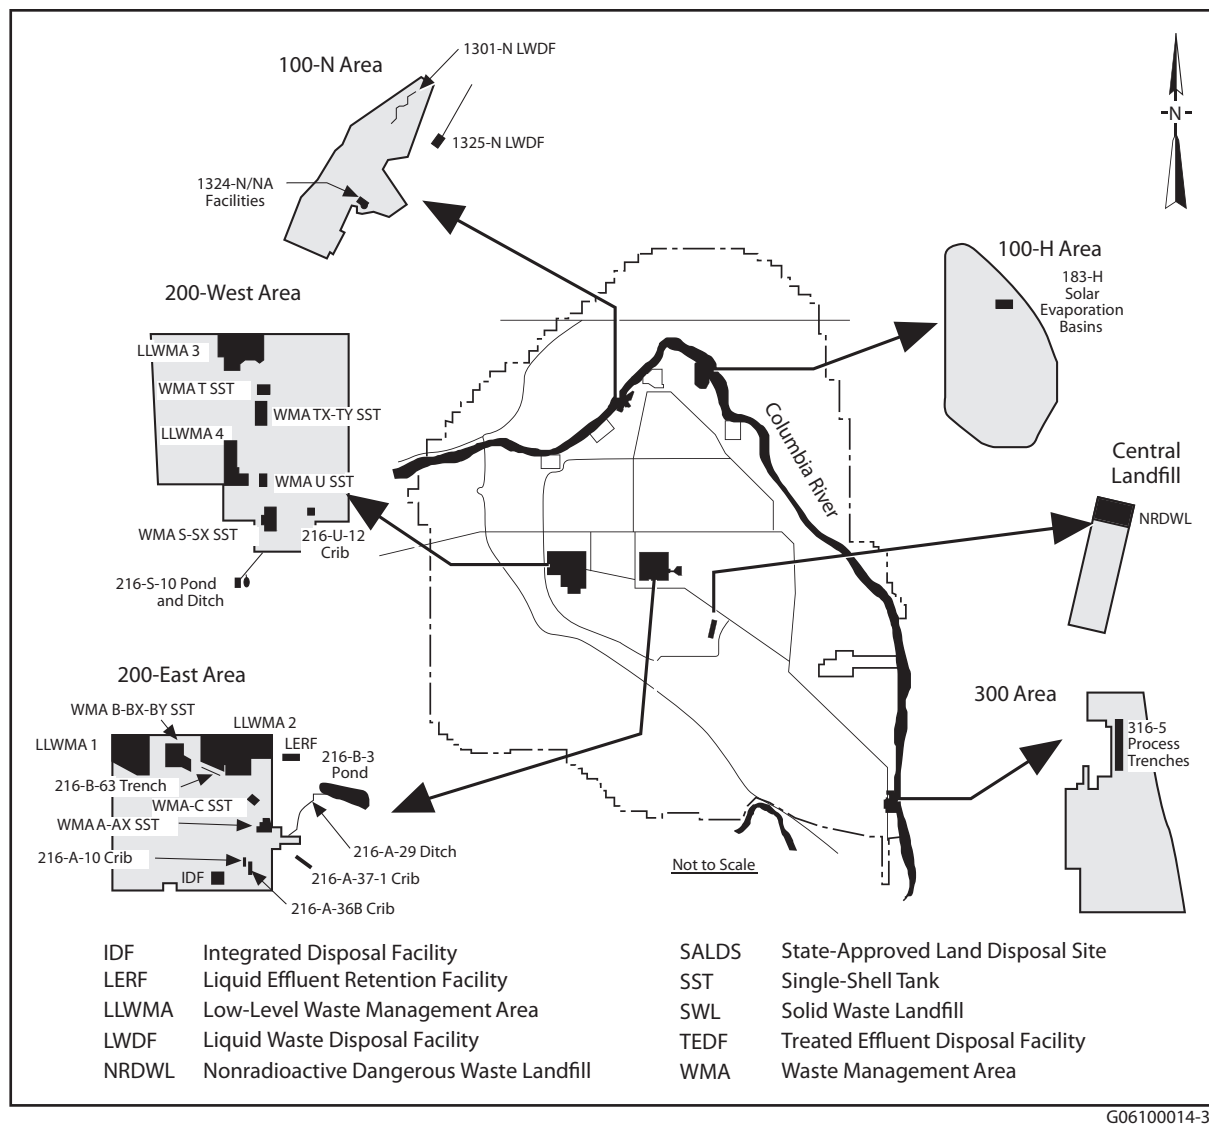 1301-N LWDF
100-N Area
1325-N LWDF
1324-N/NA
Facilities
N
100-H Area
183-H
Solar
Evaporation
Basins
200-West Area
LLWMA 3
WMA T SST
WMA TX-TY SST
LLWMA 4
WMA U SST
WMA S-SX SST
216-U-12
Crib
216-S-10 Pond
and Ditch
Columbia River
Central
Landfill
NRDWL
200-East Area
WMA B-BX-BY SST
LLWMA 2
LLWMA 1
LERF
216-B-3
Pond
216-B-63 Trench
WMA-C SST
WMA A-AX SST
216-A-29 Ditch
216-A-10 Crib
IDF
216-A-37-1 Crib
216-A-36B Crib
300 Area
316-5
Process
Trenches
Not to Scale
IDF Integrated Disposal Facility
LERF Liquid Effluent Retention Facility
LLWMA Low-Level Waste Management Area
LWDF Liquid Waste Disposal Facility
NRDWL Nonradioactive Dangerous Waste Landfill
SALDS State-Approved Land Disposal Site
SST Single-Shell Tank
SWL Solid Waste Landfill
TEDF Treated Effluent Disposal Facility
WMA Waste Management Area
G06100014-3